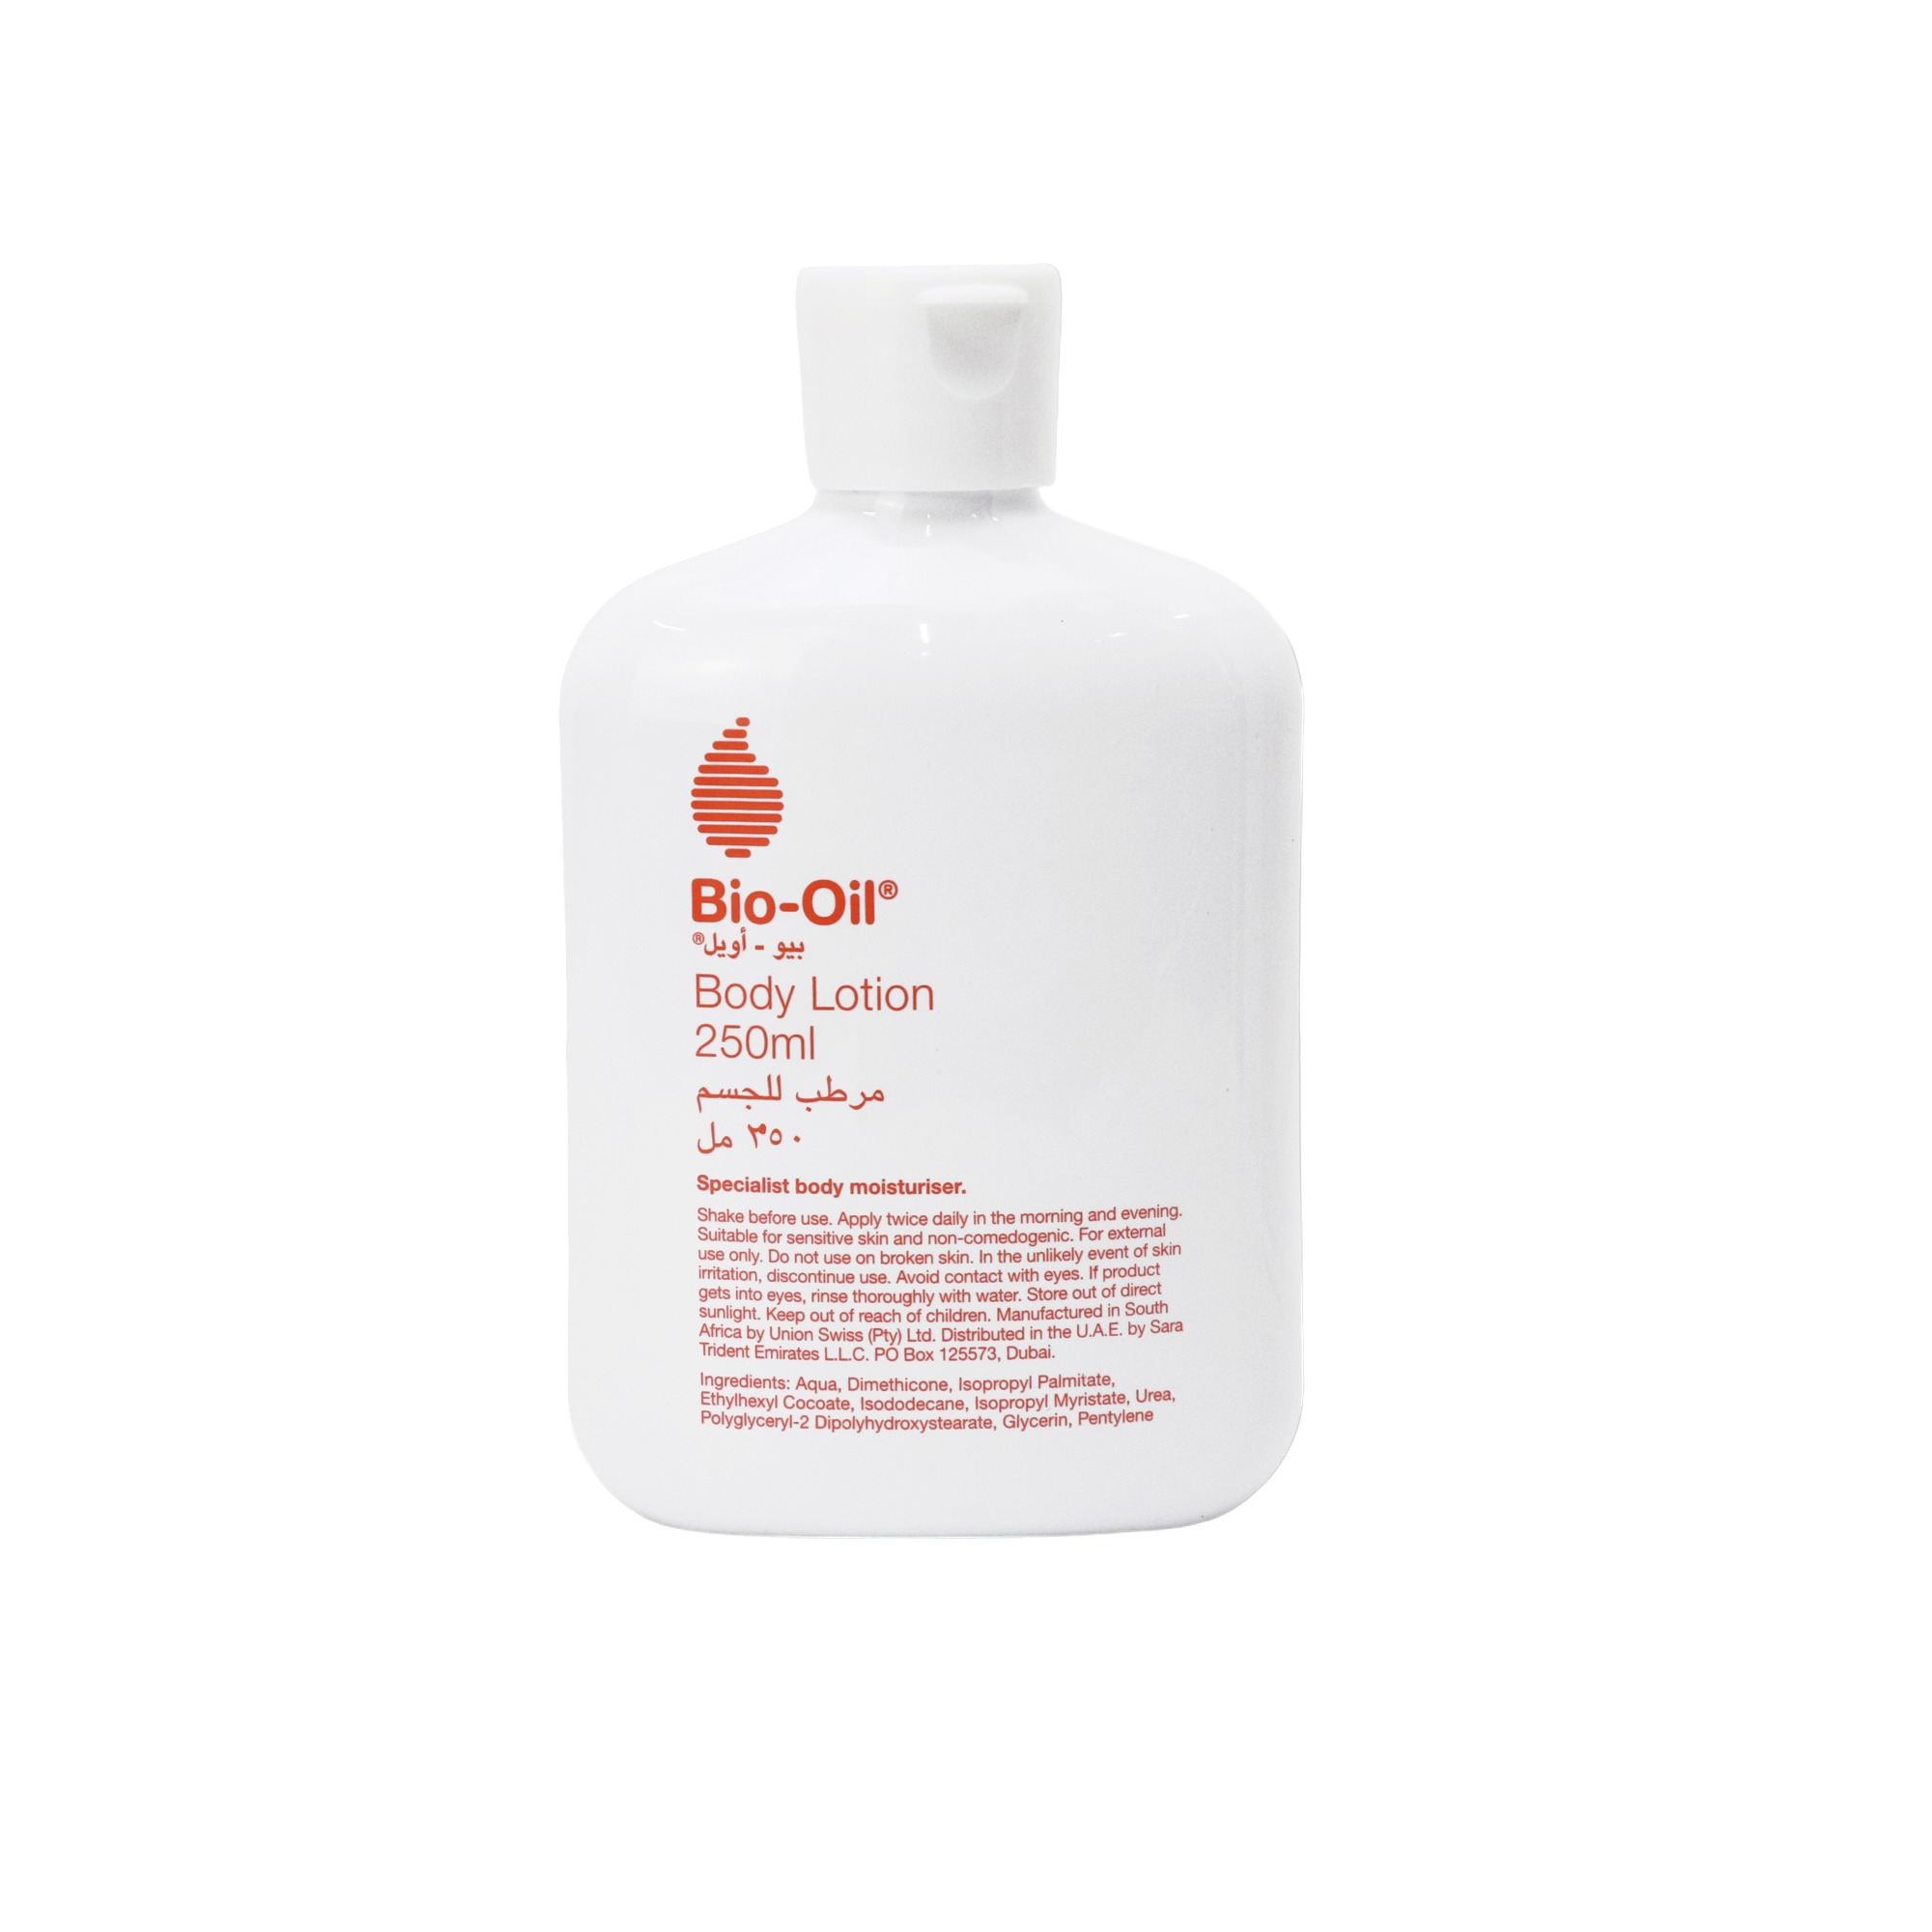 Bio-Oil®
بيو - أويل®
Body Lotion
250ml
مرطب للجسم
٢٥٠ مل
Specialist body moisturiser.
Shake before use. Apply twice daily in the morning and evening.
Suitable for sensitive skin and non-comedogenic. For external
use only. Do not use on broken skin. In the unlikely event of skin
irritation, discontinue use. Avoid contact with eyes. If product
gets into eyes, rinse thoroughly with water. Store out of direct
sunlight. Keep out of reach of children. Manufactured in South
Africa by Union Swiss (Pty) Ltd. Distributed in the U.A.E. by Sara
Trident Emirates L.L.C. PO Box 125573, Dubai.
Ingredients: Aqua, Dimethicone, Isopropyl Palmitate,
Ethylhexyl Cocoate, Isododecane, Isopropyl Myristate, Urea,
Polyglyceryl-2 Dipolyhydroxystearate, Glycerin, Pentylene